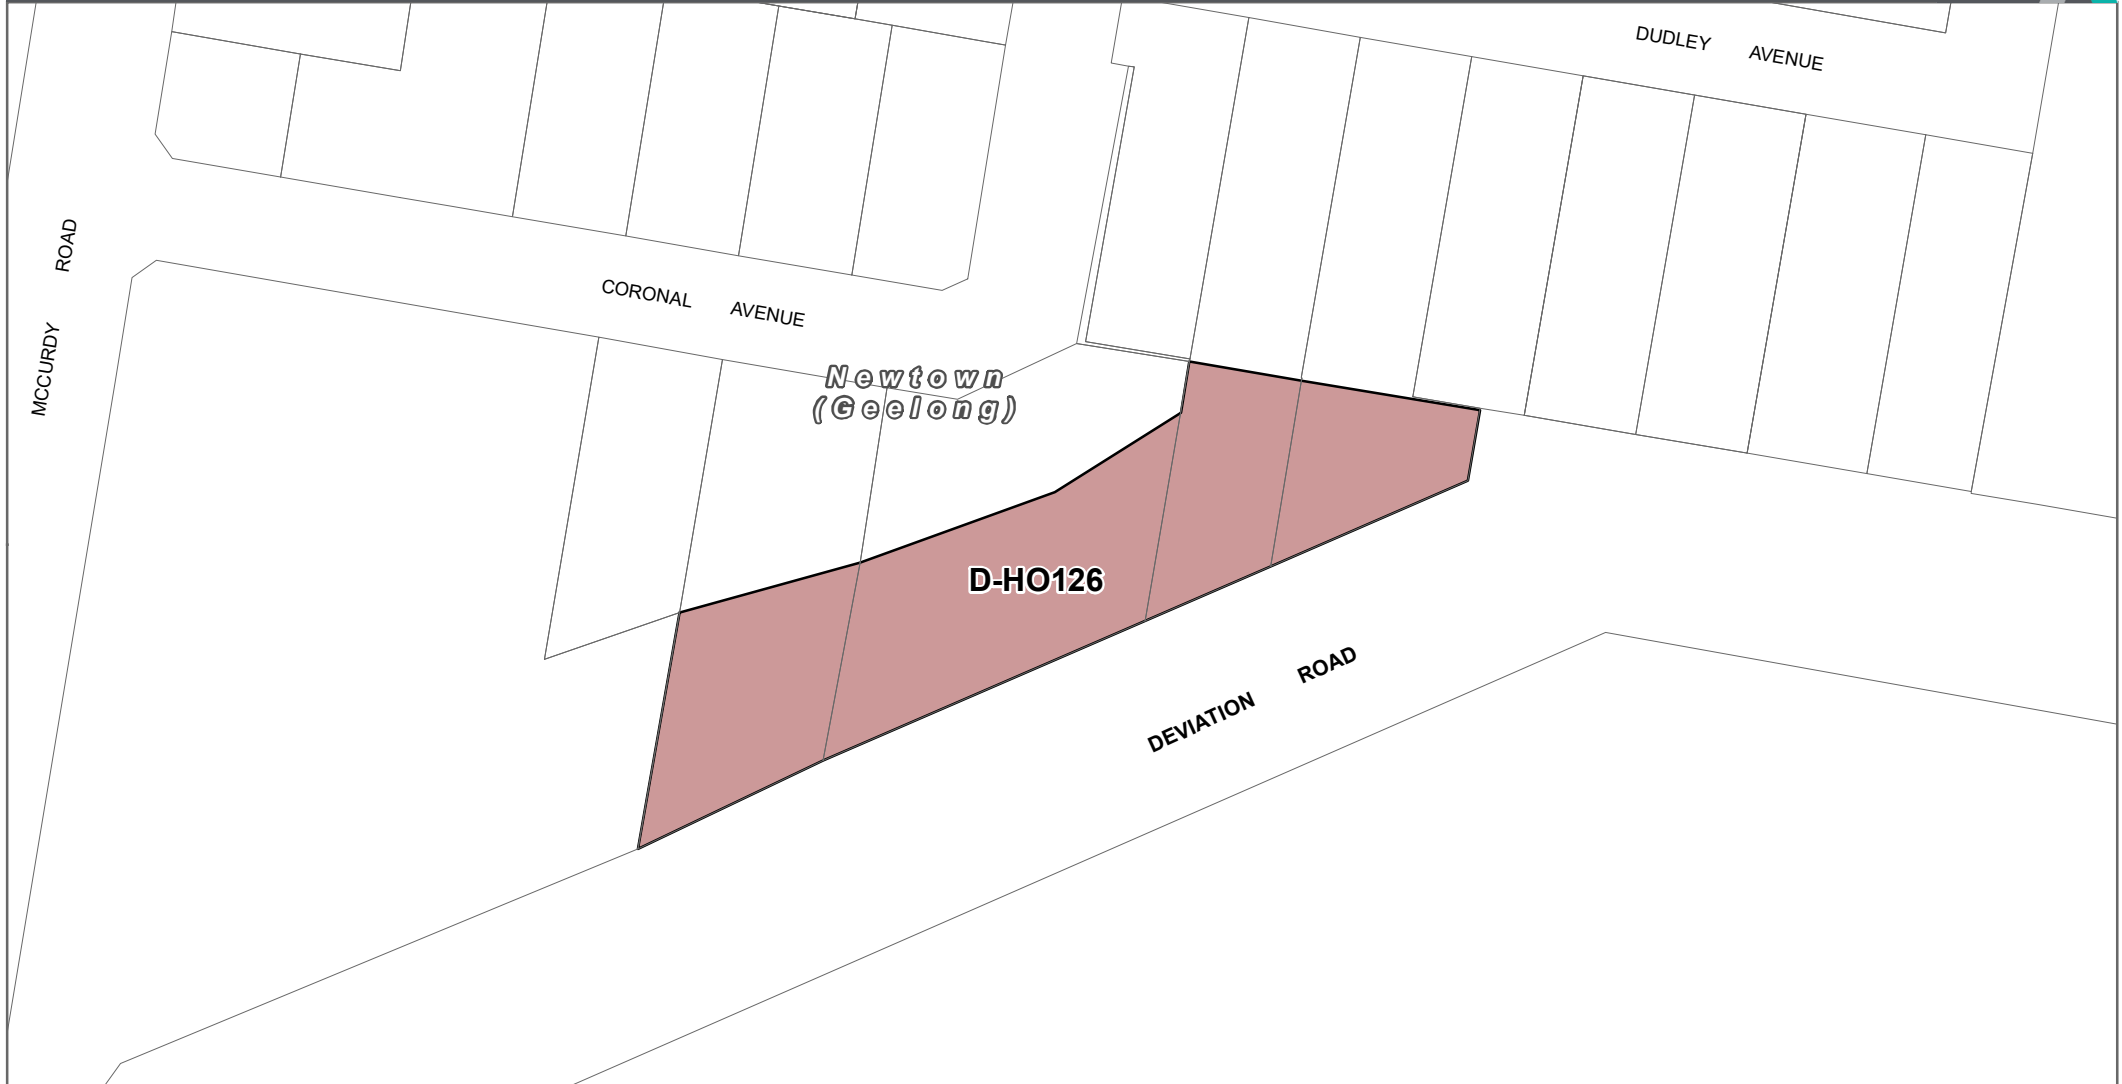 DUDLEY AVENUE
MCCURDY ROAD
CORONAL AVENUE
Newtown
(Geelong)
D-HO126
DEVIATION ROAD